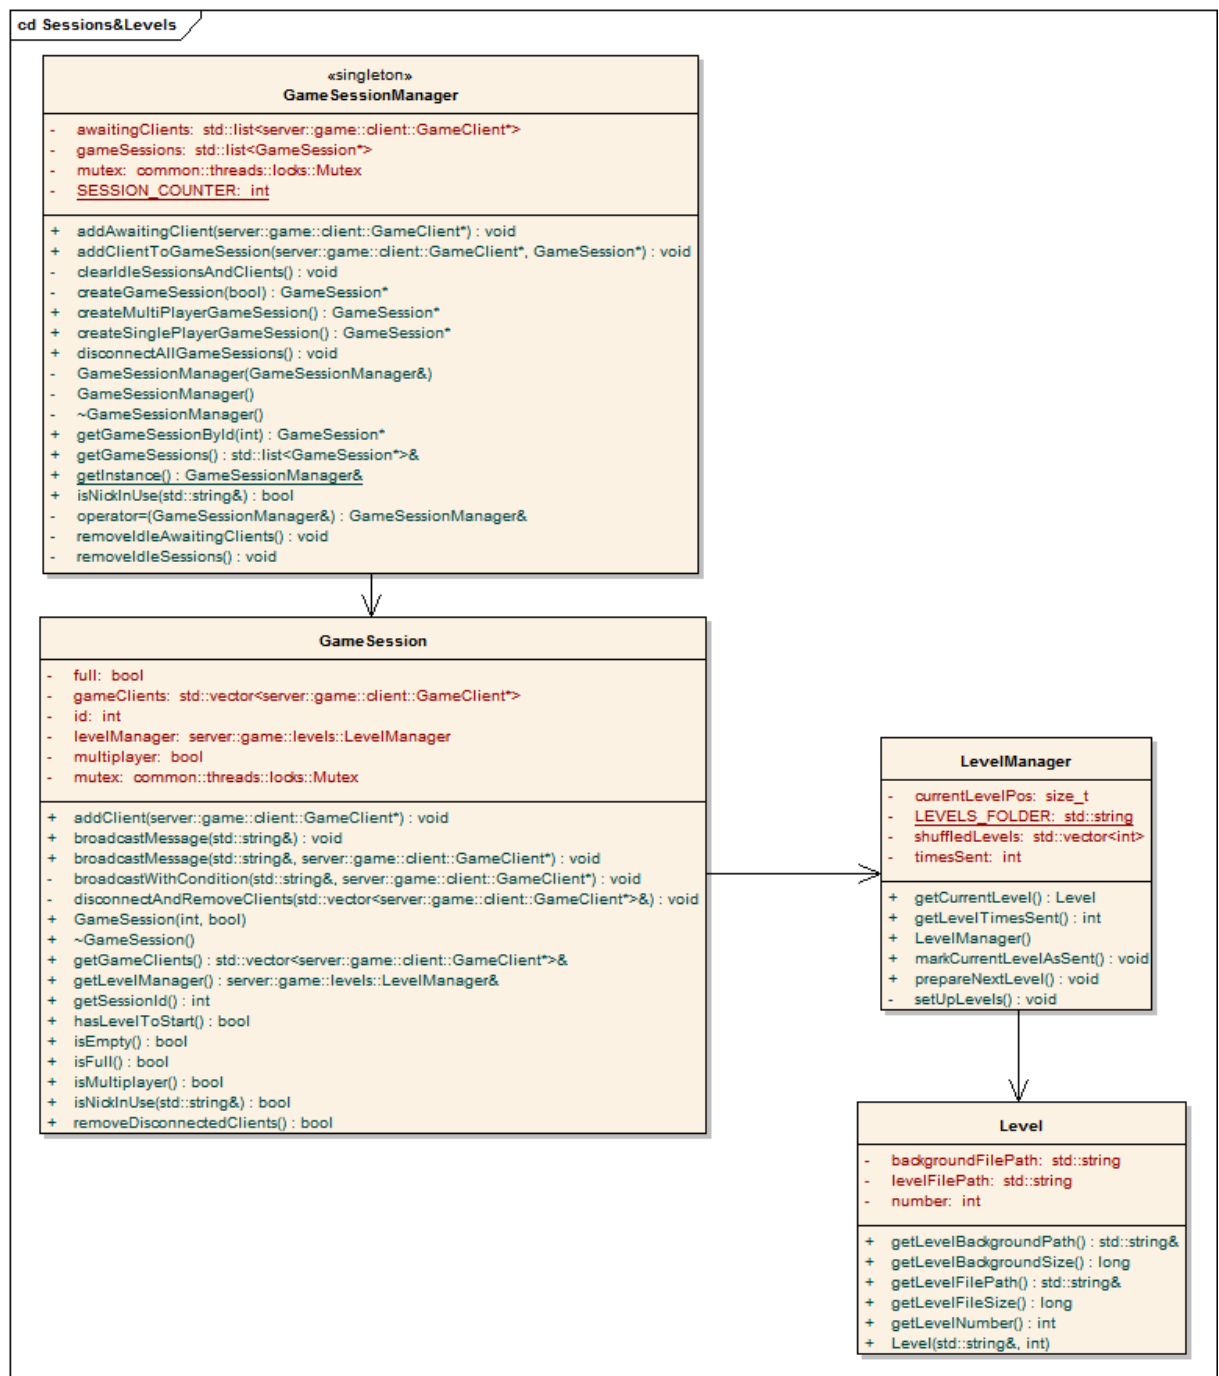 cd Sessions&Levels
«singleton»
GameSessionManager
- awaitingClients: std::list<server::game::client::GameClient*>
- gameSessions: std::list<GameSession*>
- mutex: common::threads::locks::Mutex
- SESSION_COUNTER: int
+ addAwaitingClient(server::game::client::GameClient*) : void
+ addClientToGameSession(server::game::client::GameClient*, GameSession*) : void
- clearIdleSessionsAndClients() : void
- createGameSession(bool) : GameSession*
+ createMultiPlayerGameSession() : GameSession*
+ createSinglePlayerGameSession() : GameSession*
+ disconnectAllGameSessions() : void
- GameSessionManager(GameSessionManager&)
- GameSessionManager()
- ~GameSessionManager()
+ getGameSessionById(int) : GameSession*
+ getGameSessions() : std::list<GameSession*>&
+ getInstance() : GameSessionManager&
+ isNickInUse(std::string&) : bool
- operator=(GameSessionManager&) : GameSessionManager&
- removeIdleAwaitingClients() : void
- removeIdleSessions() : void
GameSession
- full: bool
- gameClients: std::vector<server::game::client::GameClient*>
- id: int
- levelManager: server::game::levels::LevelManager
- multiplayer: bool
- mutex: common::threads::locks::Mutex
+ addClient(server::game::client::GameClient*) : void
+ broadcastMessage(std::string&) : void
+ broadcastMessage(std::string&, server::game::client::GameClient*) : void
- broadcastWithCondition(std::string&, server::game::client::GameClient*) : void
- disconnectAndRemoveClients(std::vector<server::game::client::GameClient*>&) : void
+ GameSession(int, bool)
+ ~GameSession()
+ getGameClients() : std::vector<server::game::client::GameClient*>&
+ getLevelManager() : server::game::levels::LevelManager&
+ getSessionId() : int
+ hasLevelToStart() : bool
+ isEmpty() : bool
+ isFull() : bool
+ isMultiplayer() : bool
+ isNickInUse(std::string&) : bool
+ removeDisconnectedClients() : bool
LevelManager
- currentLevelPos: size_t
- LEVELS_FOLDER: std::string
- shuffledLevels: std::vector<int>
- timesSent: int
+ getCurrentLevel() : Level
+ getLevelTimesSent() : int
+ LevelManager()
+ markCurrentLevelAsSent() : void
+ prepareNextLevel() : void
- setUpLevels() : void
Level
- backgroundFilePath: std::string
- levelFilePath: std::string
- number: int
+ getLevelBackgroundPath() : std::string&
+ getLevelBackgroundSize() : long
+ getLevelFilePath() : std::string&
+ getLevelFileSize() : long
+ getLevelNumber() : int
+ Level(std::string&, int)